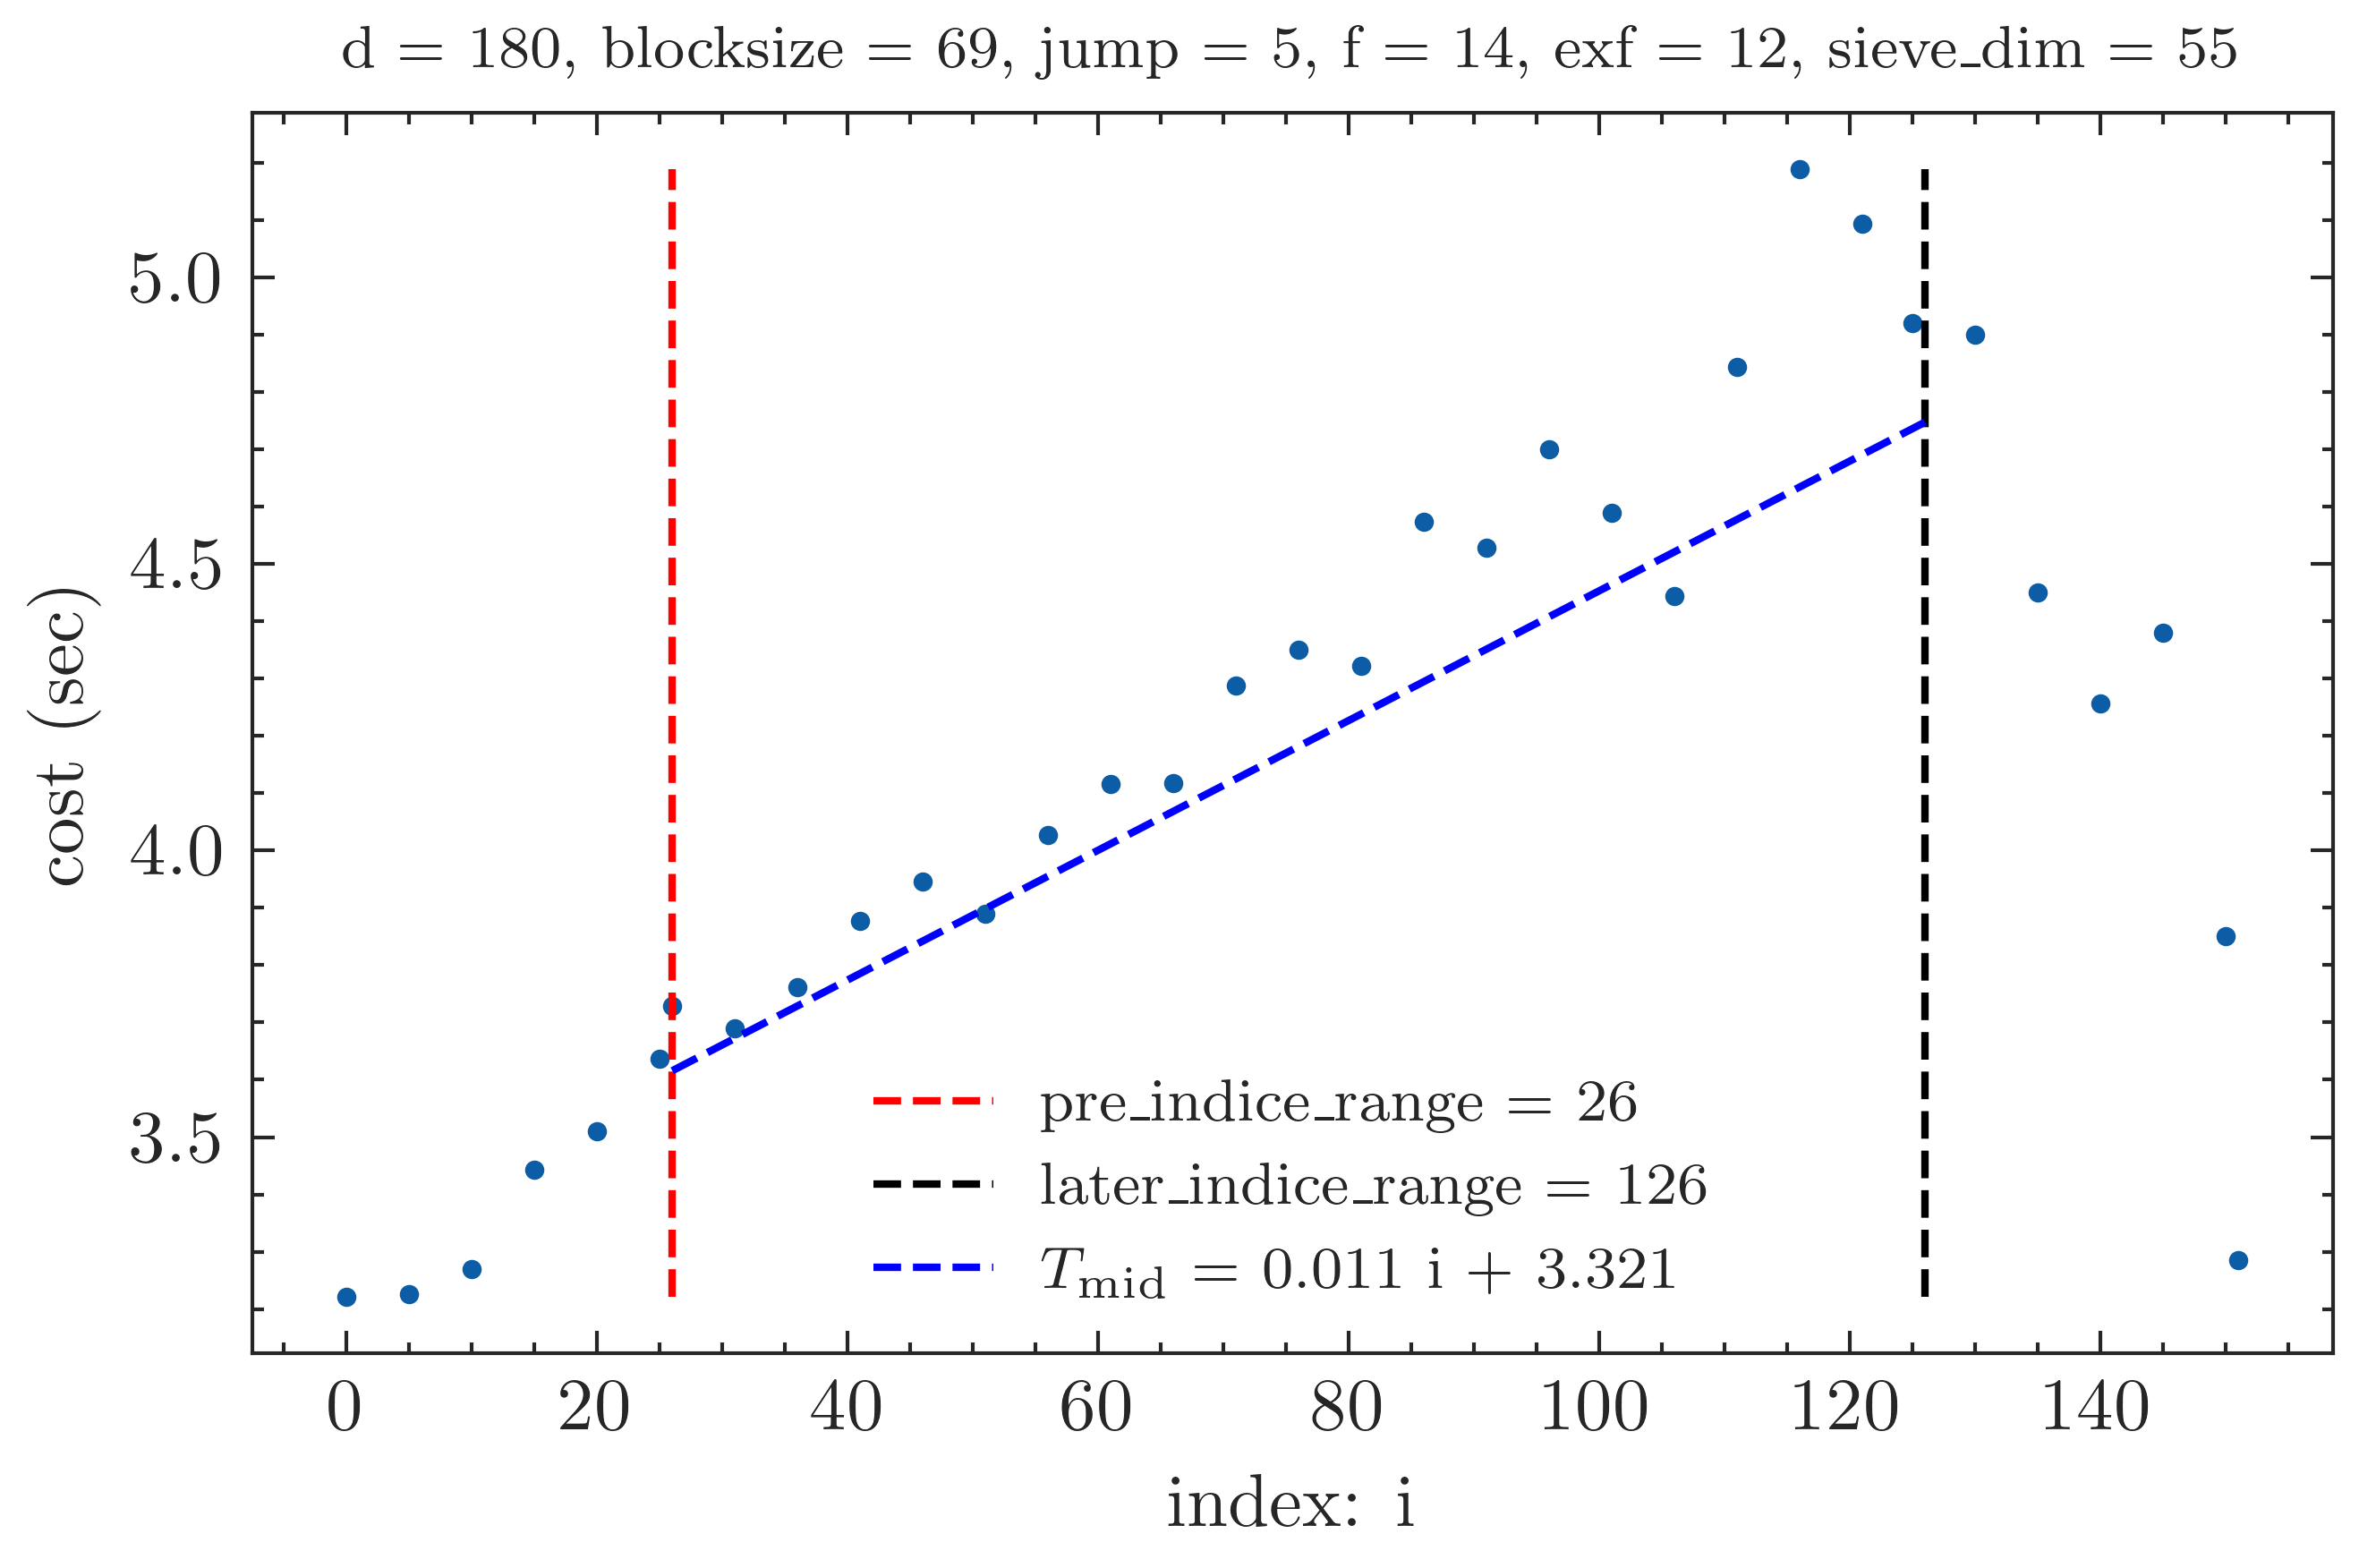 d = 180, blocksize = 69, jump = 5, f = 14, exf = 12, sieve_dim = 55
5.0
4.5
4.0
3.5
cost (sec)
pre_indice_range = 26
later_indice_range = 126
T_mid = 0.011 i + 3.321
0 20 40 60 80 100 120 140
index: i